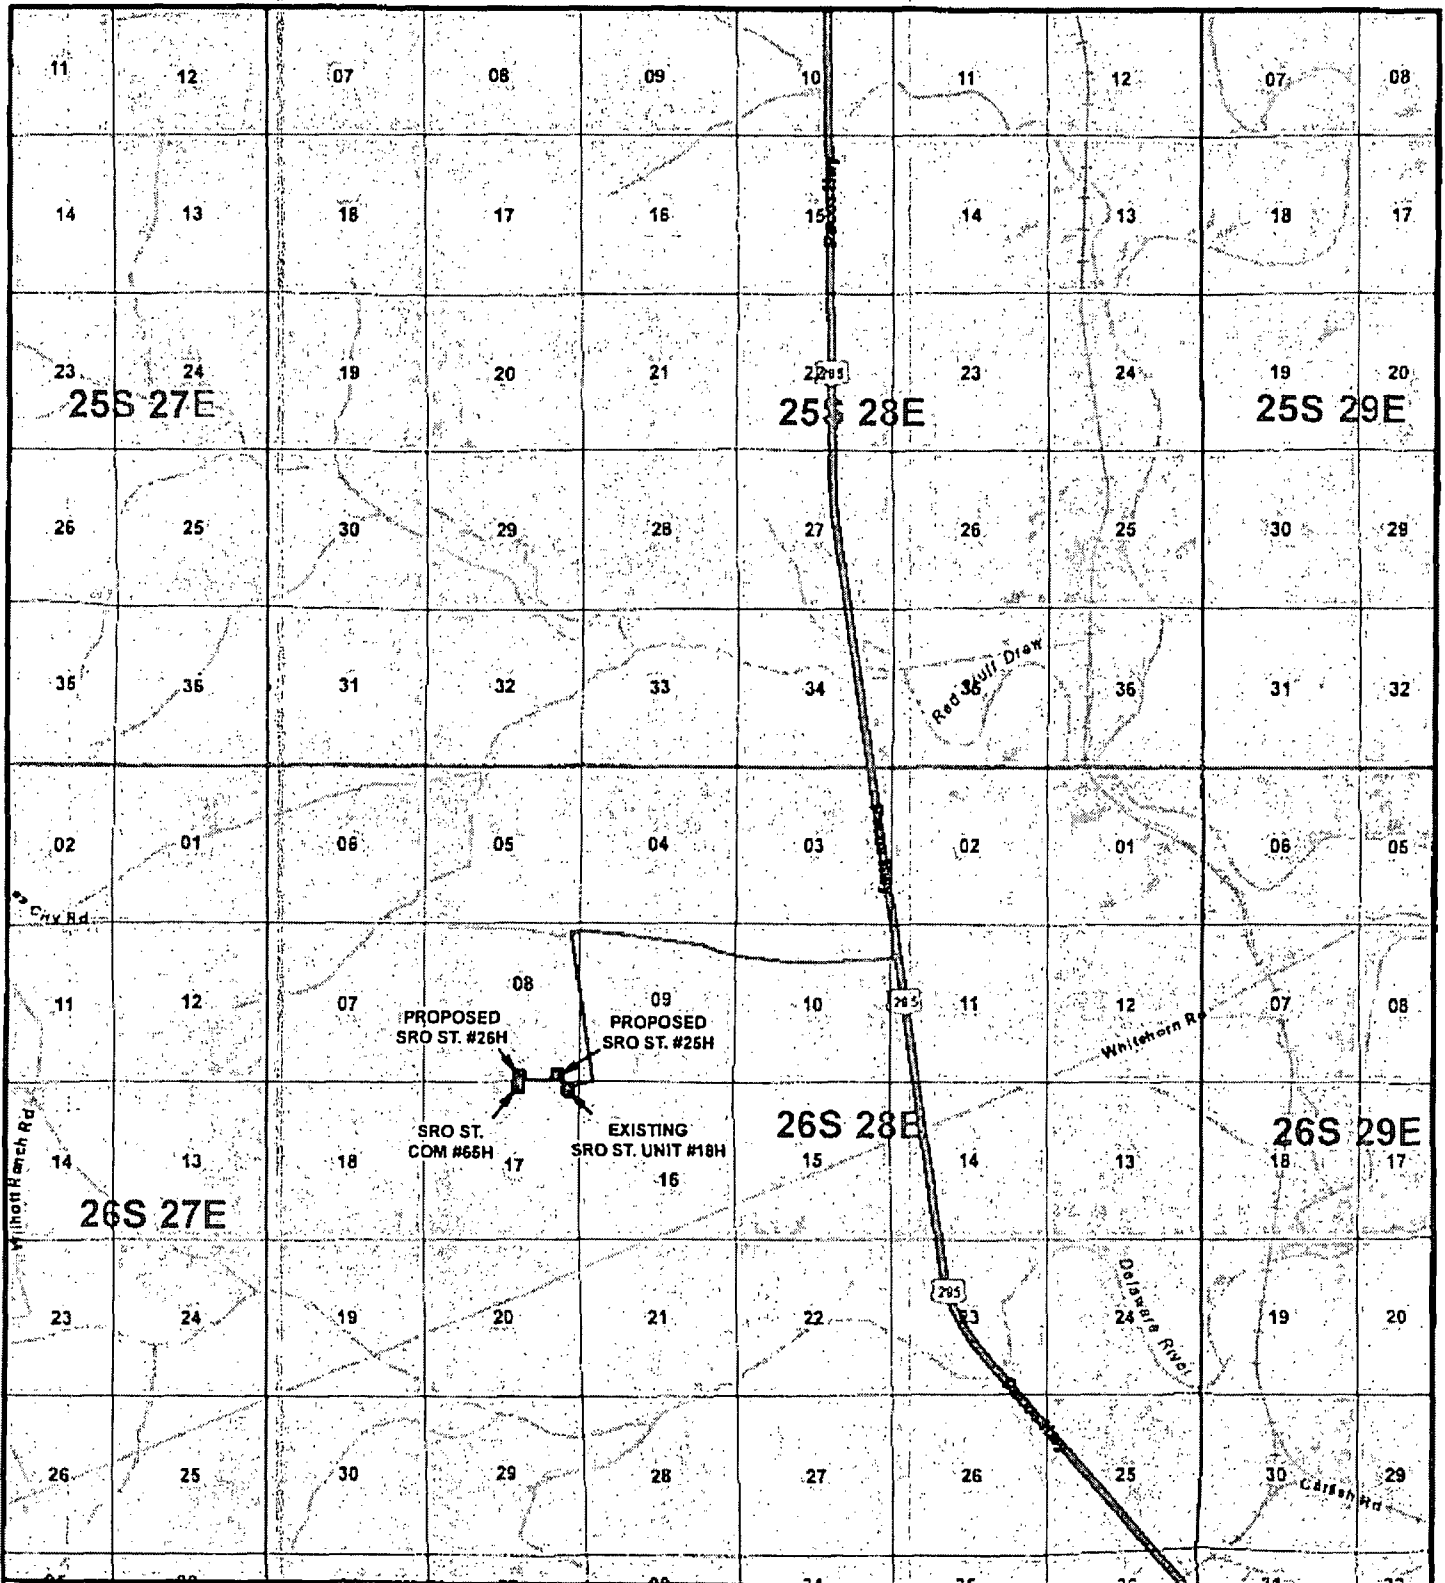 11 12 07 08 09 10 11 12 07 08
14 13 18 17 16 15 14 13 18 17
23 24 19 20 21 22 285 23 24 19 20
25S 27E 25S 28E 25S 29E
26 25 30 29 28 27 26 25 30 29
Red Bluff Draw
35 36 31 32 33 34 35 36 31 32
02 01 06 05 04 03 02 01 06 05
City Rd
08
11 12 07 09 10 285 11 12 07 08
PROPOSED
SRO ST. #26H
PROPOSED
SRO ST. #25H
Whitehorn Rd
SRO ST.
COM #65H
EXISTING
SRO ST. UNIT #18H
26S 28E 26S 29E
14 13 18 17 16 15 14 13 18 17
Ranch Rd
26S 27E
285
Delaware River
23 24 19 20 21 22 23 24 19 20
26 25 30 29 28 27 26 25 30 29